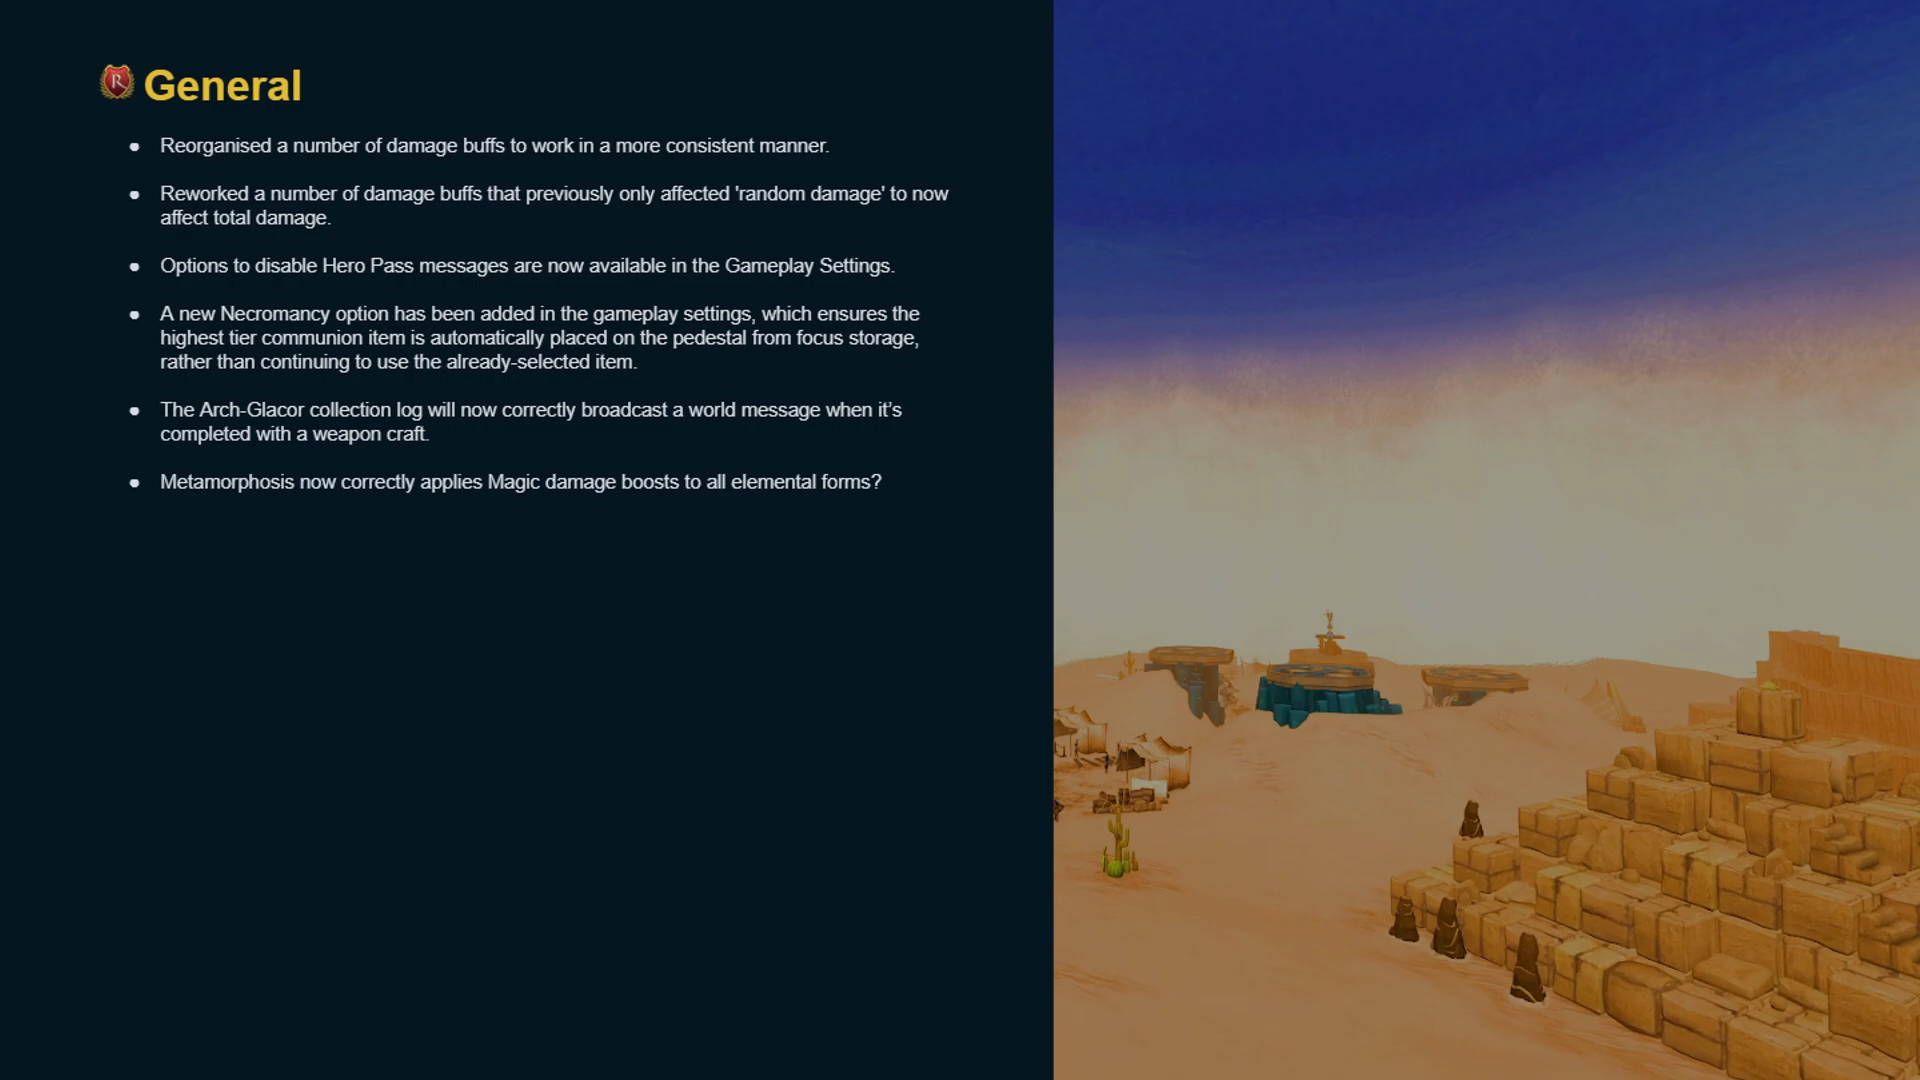 General
● Reorganised a number of damage buffs to work in a more consistent manner.
● Reworked a number of damage buffs that previously only affected 'random damage' to now
affect total damage.
● Options to disable Hero Pass messages are now available in the Gameplay Settings.
● A new Necromancy option has been added in the gameplay settings, which ensures the
highest tier communion item is automatically placed on the pedestal from focus storage,
rather than continuing to use the already-selected item.
● The Arch-Glacor collection log will now correctly broadcast a world message when it’s
completed with a weapon craft.
● Metamorphosis now correctly applies Magic damage boosts to all elemental forms?